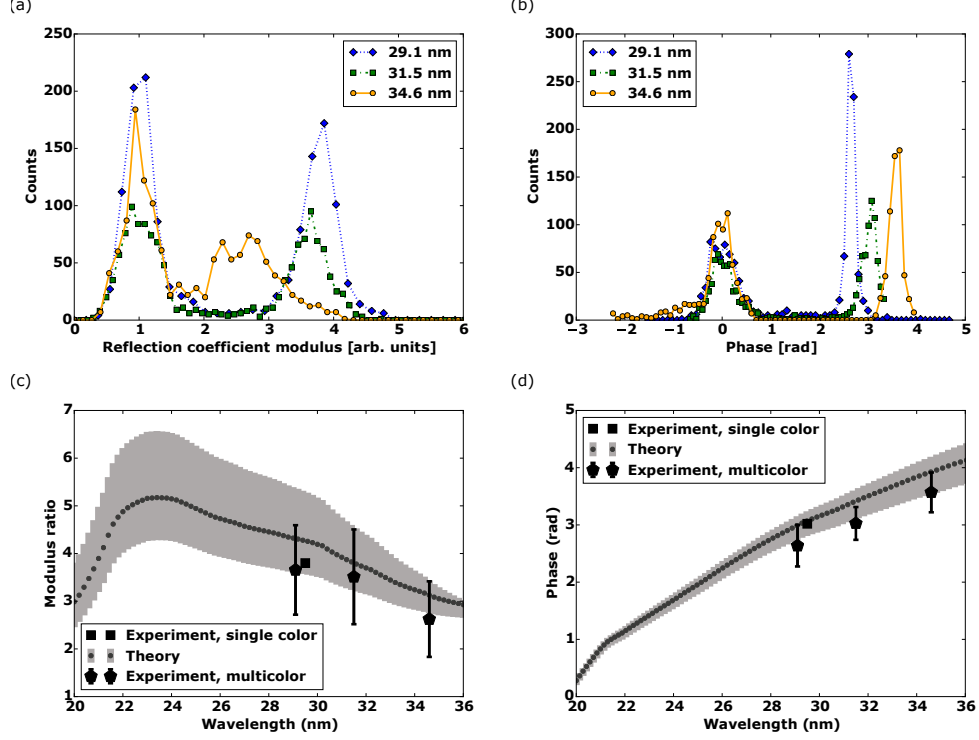 (a)
250
200
150
100
50
0
Counts
0 1 2 3 4 5 6
Reflection coefficient modulus [arb. units]
29.1 nm
31.5 nm
34.6 nm
(b)
300
250
200
150
100
50
0
Counts
−3 −2 −1 0 1 2 3 4 5
Phase [rad]
29.1 nm
31.5 nm
34.6 nm
(c)
7
6
5
4
3
2
1
Modulus ratio
20 22 24 26 28 30 32 34 36
Wavelength (nm)
Experiment, single color
Theory
Experiment, multicolor
(d)
5
4
3
2
1
0
Phase (rad)
20 22 24 26 28 30 32 34 36
Wavelength (nm)
Experiment, single color
Theory
Experiment, multicolor